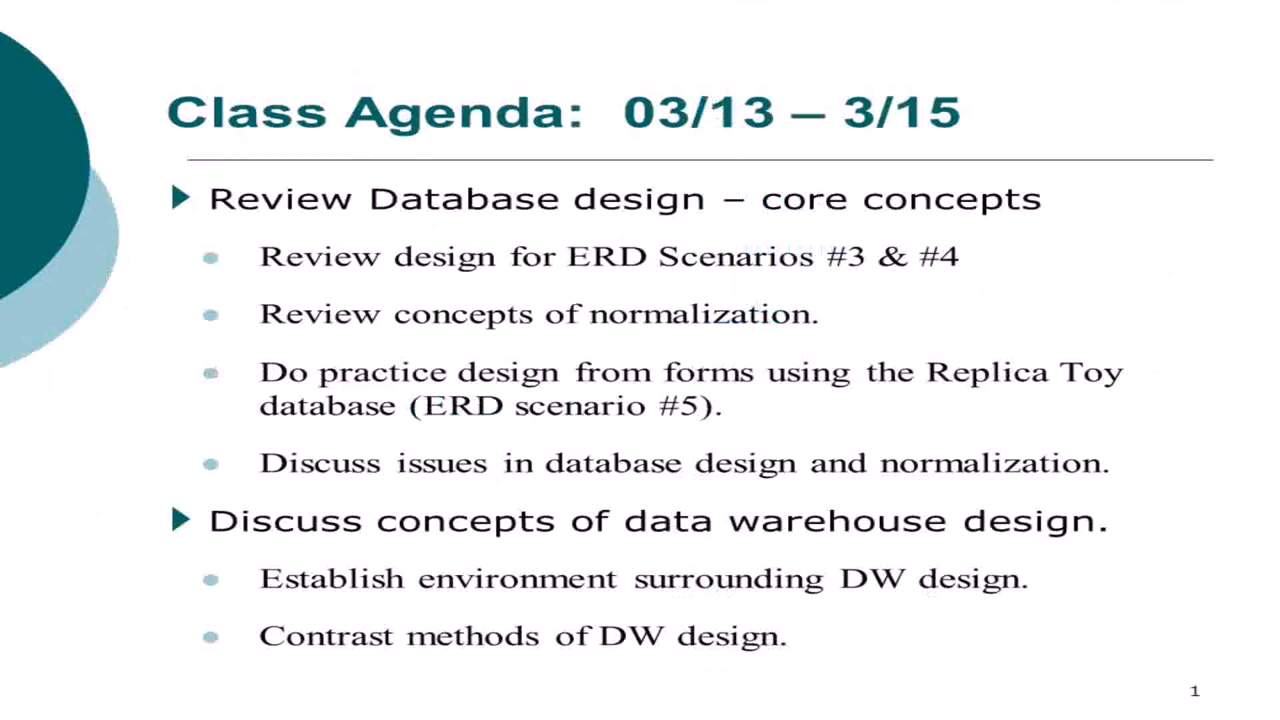 Class Agenda: 03/13 – 3/15
Review Database design – core concepts
Review design for ERD Scenarios #3 & #4
Review concepts of normalization.
Do practice design from forms using the Replica Toy
database (ERD scenario #5).
Discuss issues in database design and normalization.
Discuss concepts of data warehouse design.
Establish environment surrounding DW design.
Contrast methods of DW design.
1